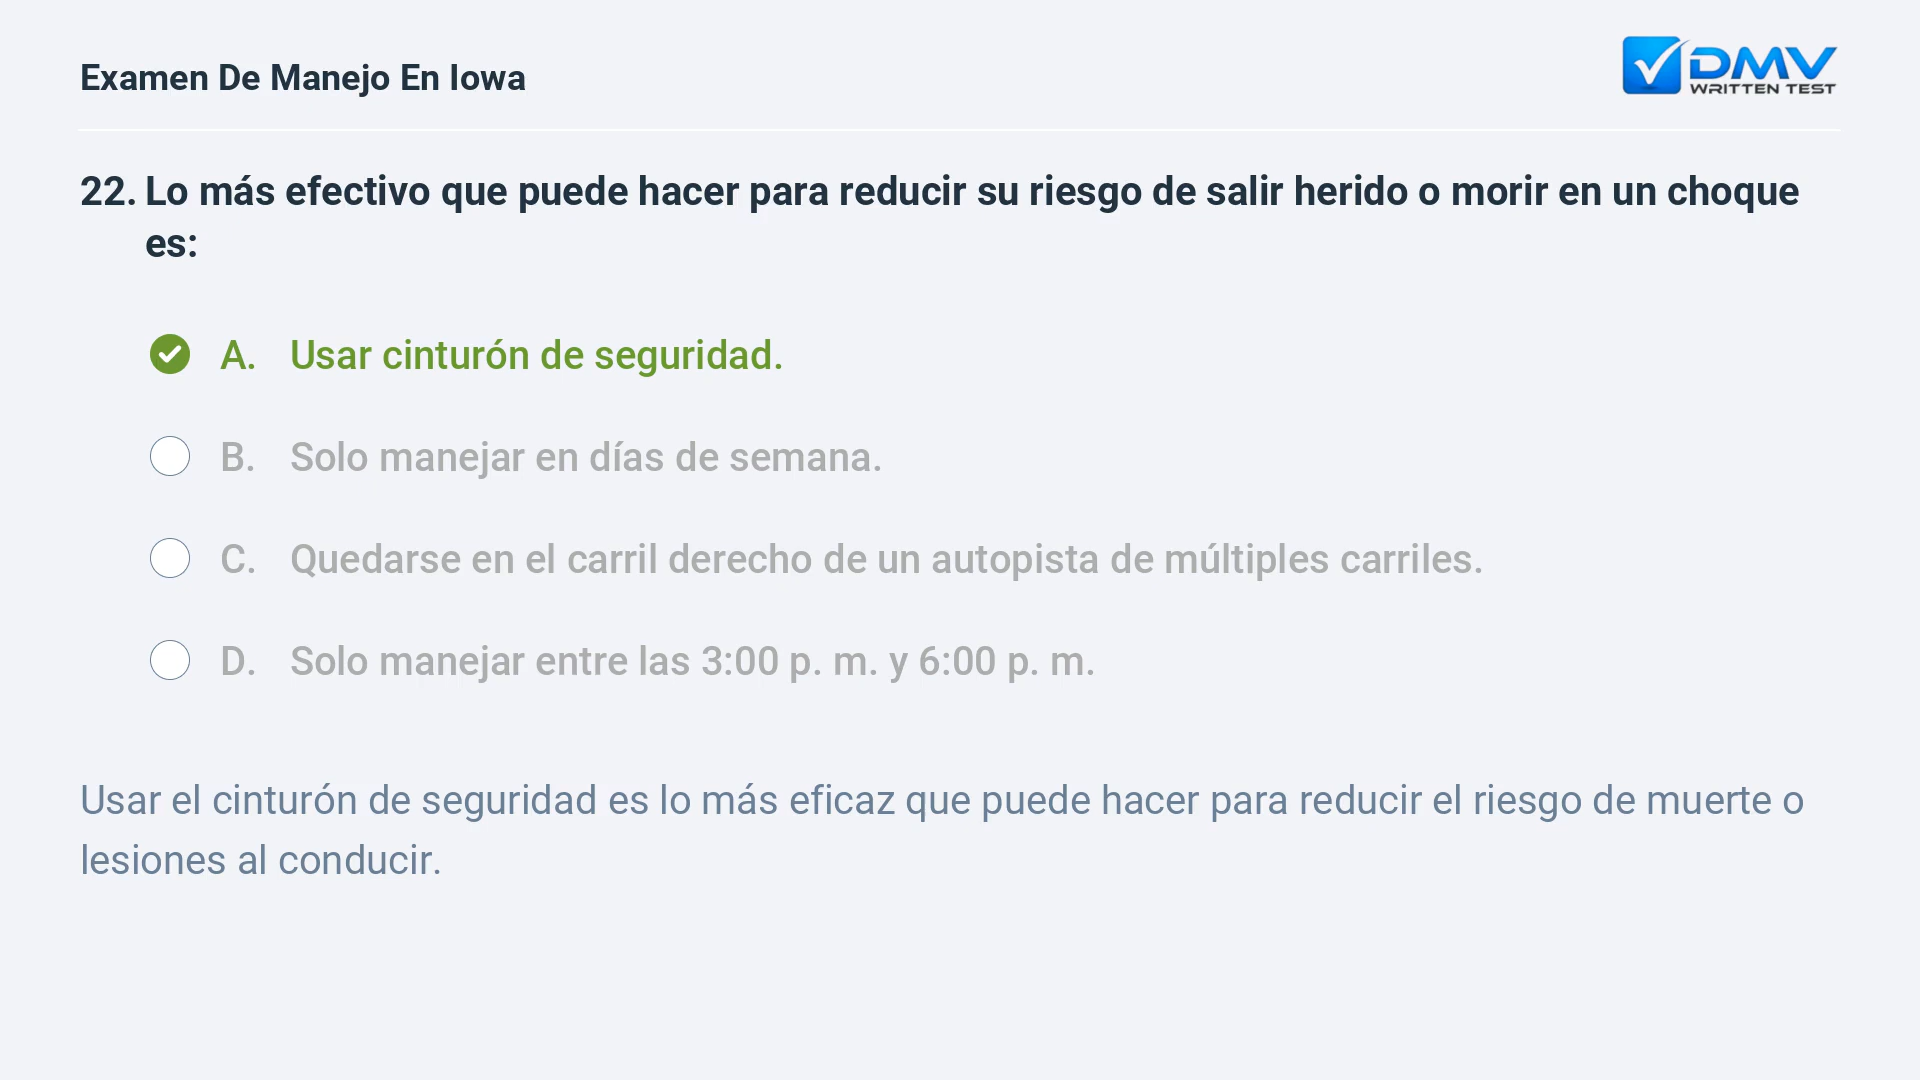 Examen De Manejo En Iowa
DMV
WRITTEN TEST
22. Lo más efectivo que puede hacer para reducir su riesgo de salir herido o morir en un choque
es:
A. Usar cinturón de seguridad.
B. Solo manejar en días de semana.
C. Quedarse en el carril derecho de un autopista de múltiples carriles.
D. Solo manejar entre las 3:00 p. m. y 6:00 p. m.
Usar el cinturón de seguridad es lo más eficaz que puede hacer para reducir el riesgo de muerte o
lesiones al conducir.